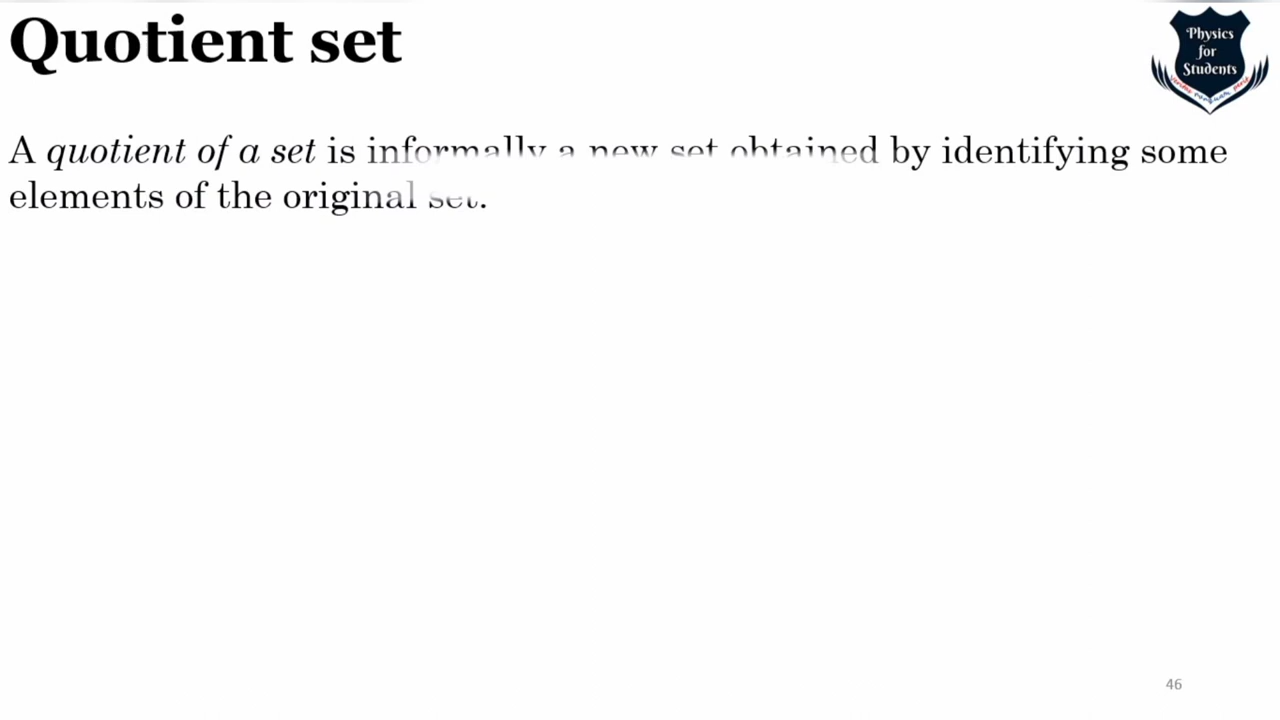 Quotient set
Physics
for
Students
A quotient of a set is informally a new set obtained by identifying some
elements of the original set.
46